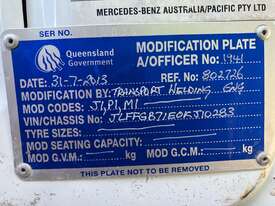 MERCEDES-BENZ AUSTRALIA/PACIFIC PTY LTD
SER NO.
Queensland Government
MODIFICATION PLATE
A/OFFICER No: 1941
DATE: 31-7-2013 REF. No: 802726
MODIFICATION BY: TRANSPORT WELDING ENG
MOD CODES: J1, P1, M1
VIN/CHASSIS No: JLFFGB71E0KJ10283
TYRE SIZES:
MOD SEATING CAPACITY:
MOD G.V.M: — kg MOD G.C.M: — kg
THIS PLATE NOT TO BE REMOVED